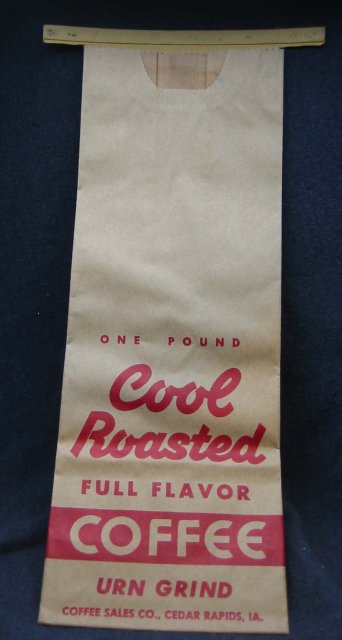 ONE POUND
Cool
Roasted
FULL FLAVOR
COFFEE
URN GRIND
COFFEE SALES CO., CEDAR RAPIDS, IA.